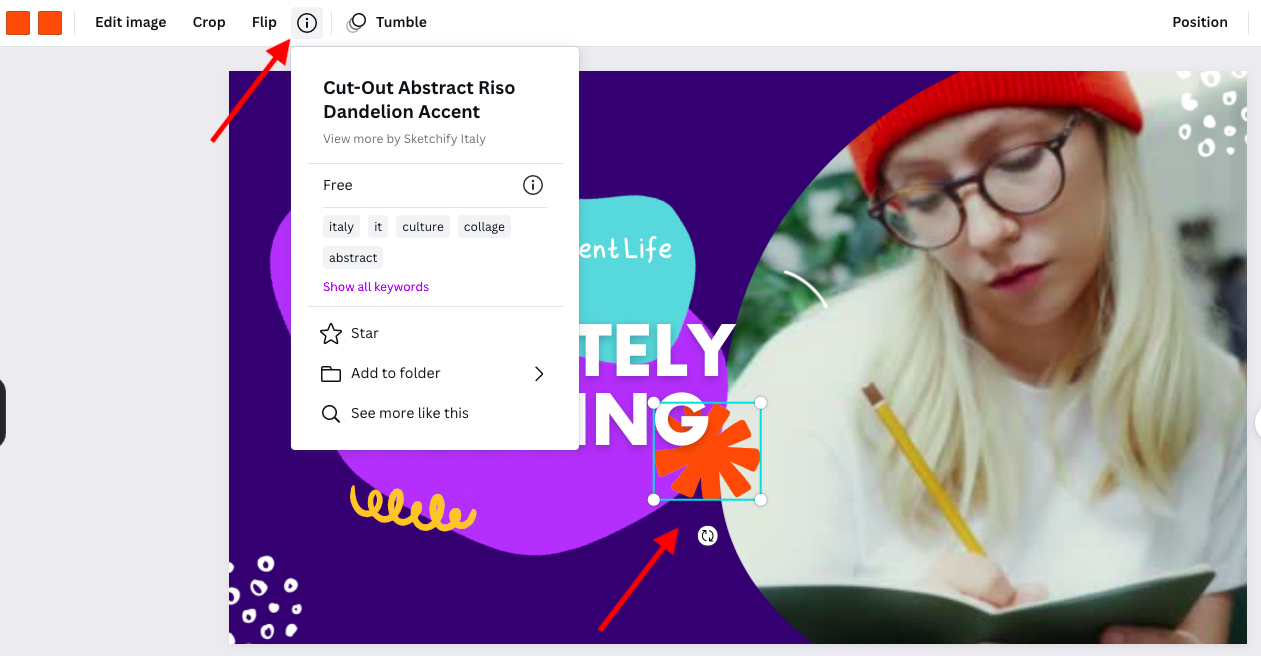 Edit image Crop Flip Tumble Position
Cut-Out Abstract Riso
Dandelion Accent
View more by Sketchify Italy
Free
italy it culture collage
abstract
Show all keywords
Star
Add to folder
See more like this
ent Life
TELY
ING